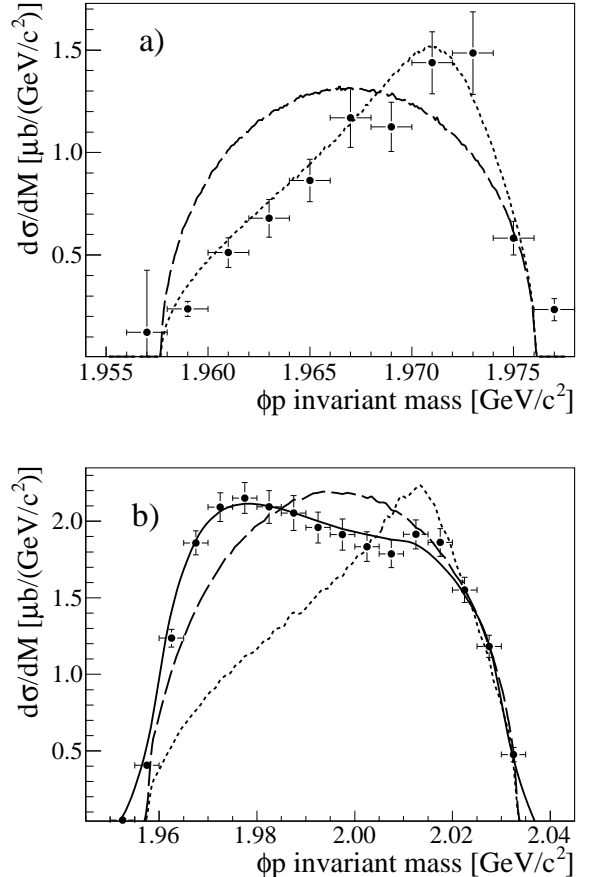 a)
dσ/dM [μb/(GeV/c²)]
1.5
1.0
0.5
1.955 1.960 1.965 1.970 1.975
ϕp invariant mass [GeV/c²]
b)
dσ/dM [μb/(GeV/c²)]
2.0
1.5
1.0
0.5
1.96 1.98 2.00 2.02 2.04
ϕp invariant mass [GeV/c²]